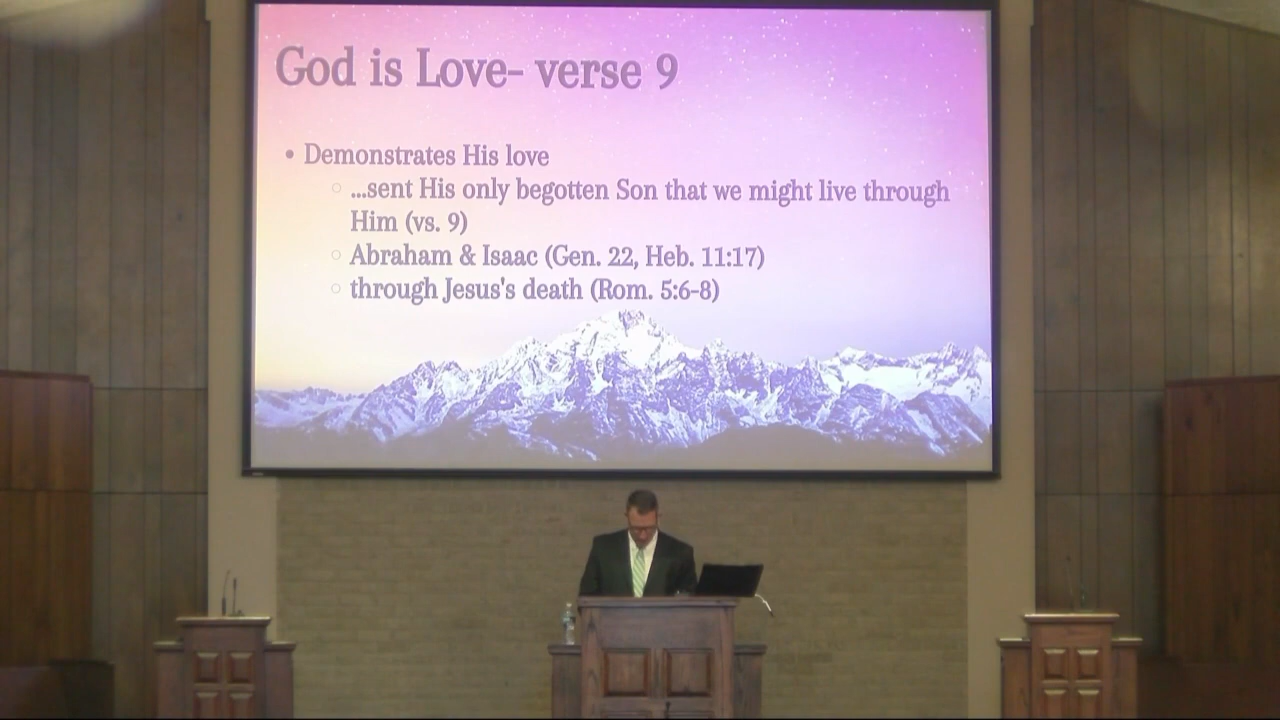 God is Love- verse 9
• Demonstrates His love
○ ...sent His only begotten Son that we might live through
Him (vs. 9)
○ Abraham & Isaac (Gen. 22, Heb. 11:17)
○ through Jesus's death (Rom. 5:6-8)